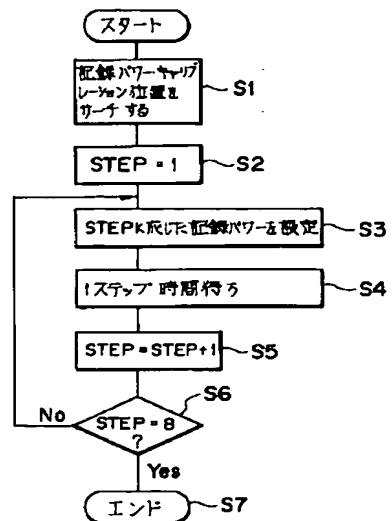 スタート
記録パワーキャリブ
レーション位置を
サーチする
S1
STEP = 1
S2
STEPに応じた記録パワーを設定
S3
1ステップ時間待つ
S4
STEP = STEP+1
S5
STEP = 8
?
S6
No
Yes
エンド
S7